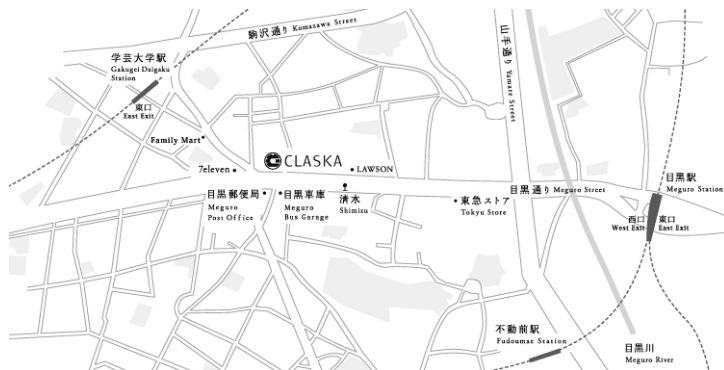 駒沢通り Komazawa Street
学芸大学駅
Gakugei Daigaku
Station
東口
East Exit
Family Mart
7eleven
CLASKA
LAWSON
山手通り Yamate Street
目黒郵便局
Meguro
Post Office
目黒車庫
Meguro
Bus Garage
清水
Shimizu
東急ストア
Tokyu Store
目黒通り Meguro Street
目黒駅
Meguro Station
西口
West Exit
東口
East Exit
不動前駅
Fudoumae Station
目黒川
Meguro River